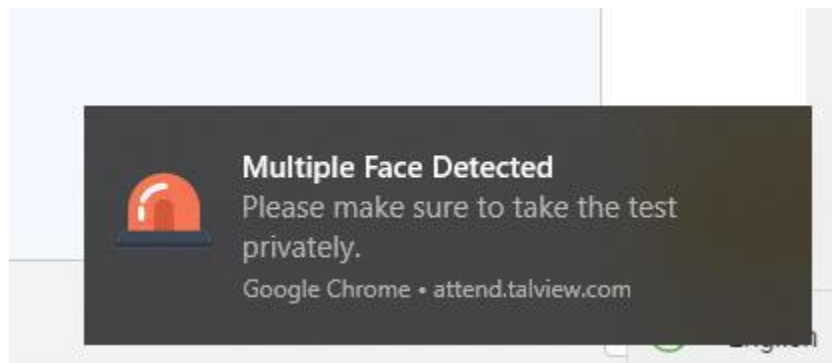 Multiple Face Detected
Please make sure to take the test
privately.
Google Chrome • attend.talview.com